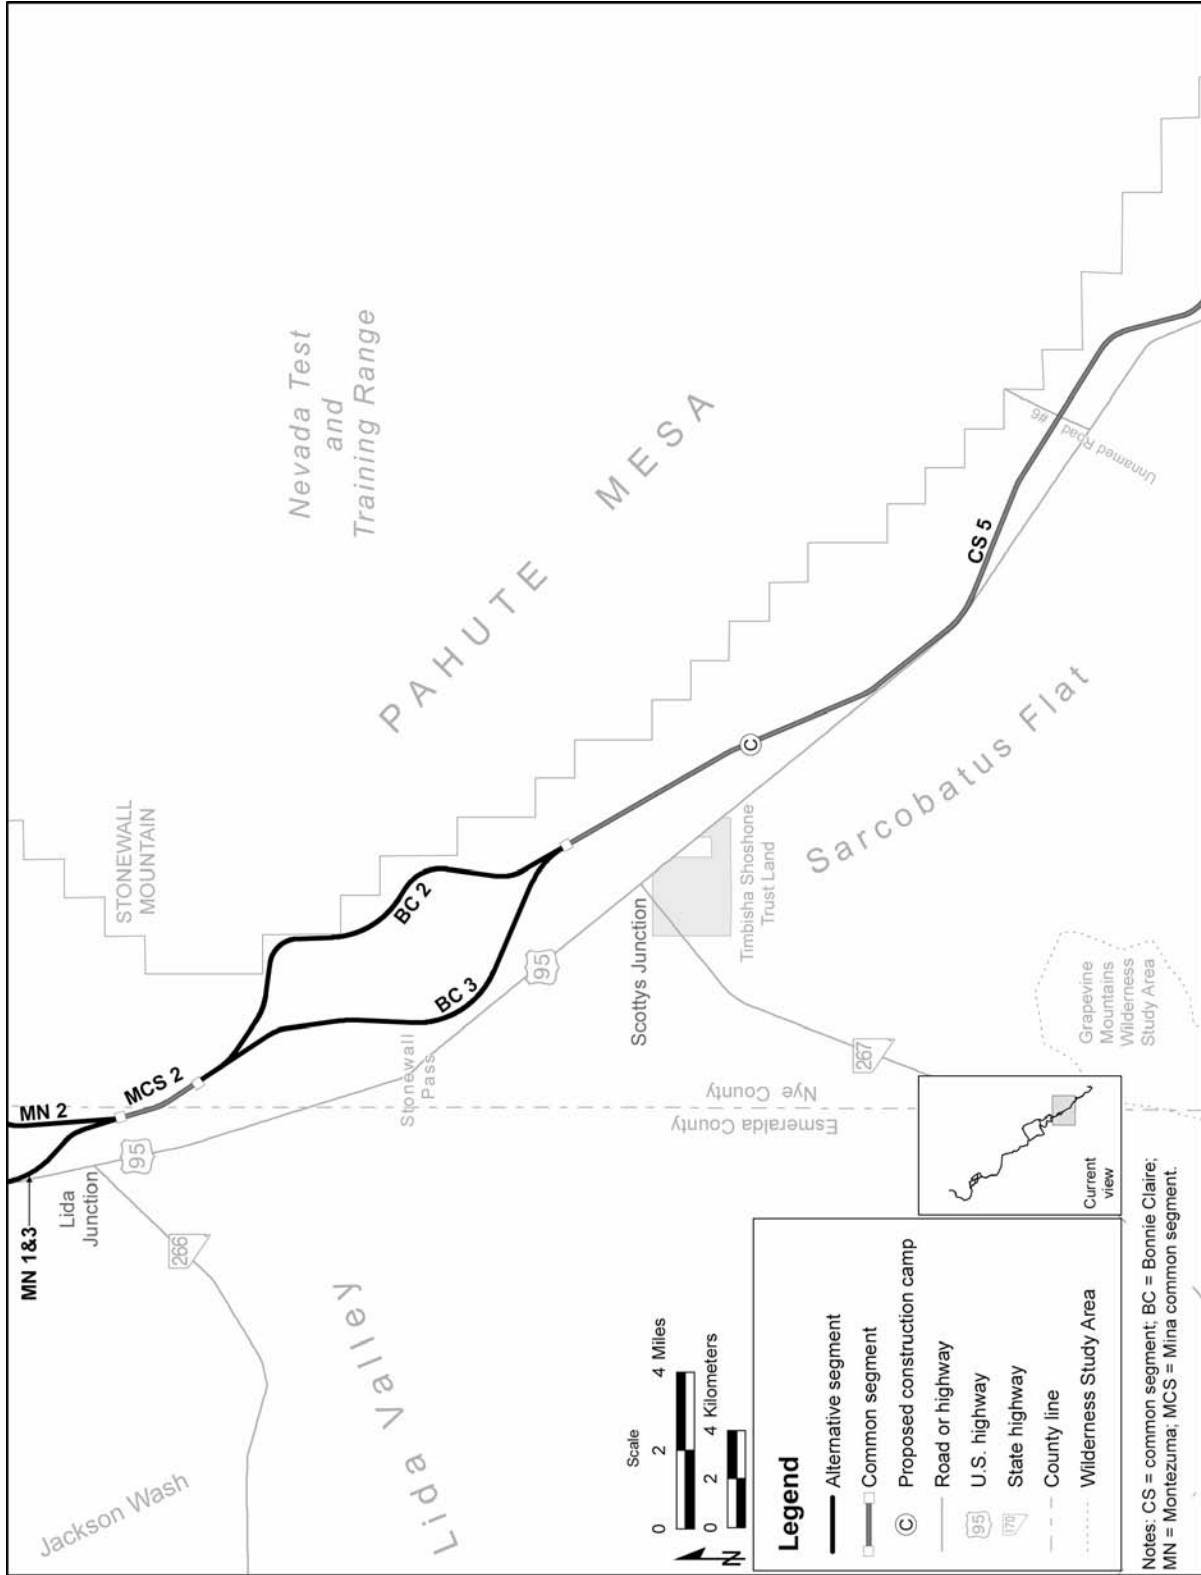 MN 2
MN 1&3
MCS 2
95
Lida
Junction
266
STONEWALL
MOUNTAIN
Nevada Test
and
Training Range
PAHUTE MESA
BC 2
BC 3
Stonewall
Pass
95
Jackson Wash
Lida Valley
Esmeralda County
Nye County
Scottys Junction
267
Timbisha Shoshone
Trust Land
C
Sarcobatus Flat
CS 5
Unnamed Road #6
Grapevine
Mountains
Wilderness
Study Area
Scale
0 2 4 Miles
0 2 4 Kilometers
N
Legend
Alternative segment
Common segment
C Proposed construction camp
Road or highway
95 U.S. highway
170 State highway
County line
Wilderness Study Area
Current
view
Notes: CS = common segment; BC = Bonnie Claire;
MN = Montezuma; MCS = Mina common segment.